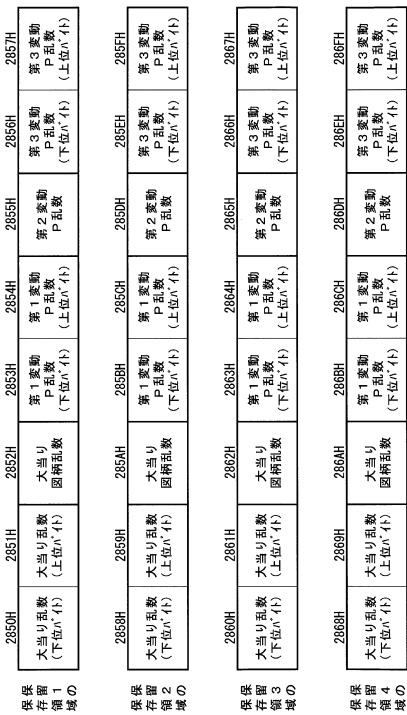 保留1の
保存領域
2850H
大当り乱数
(下位バイト)
2851H
大当り乱数
(上位バイト)
2852H
大当り
図柄乱数
2853H
第1変動
P乱数
(下位バイト)
2854H
第1変動
P乱数
(上位バイト)
2855H
第2変動
P乱数
2856H
第3変動
P乱数
(下位バイト)
2857H
第3変動
P乱数
(上位バイト)
保留2の
保存領域
2858H
大当り乱数
(下位バイト)
2859H
大当り乱数
(上位バイト)
285AH
大当り
図柄乱数
285BH
第1変動
P乱数
(下位バイト)
285CH
第1変動
P乱数
(上位バイト)
285DH
第2変動
P乱数
285EH
第3変動
P乱数
(下位バイト)
285FH
第3変動
P乱数
(上位バイト)
保留3の
保存領域
2860H
大当り乱数
(下位バイト)
2861H
大当り乱数
(上位バイト)
2862H
大当り
図柄乱数
2863H
第1変動
P乱数
(下位バイト)
2864H
第1変動
P乱数
(上位バイト)
2865H
第2変動
P乱数
2866H
第3変動
P乱数
(下位バイト)
2867H
第3変動
P乱数
(上位バイト)
保留4の
保存領域
2868H
大当り乱数
(下位バイト)
2869H
大当り乱数
(上位バイト)
286AH
大当り
図柄乱数
286BH
第1変動
P乱数
(下位バイト)
286CH
第1変動
P乱数
(上位バイト)
286DH
第2変動
P乱数
286EH
第3変動
P乱数
(下位バイト)
286FH
第3変動
P乱数
(上位バイト)